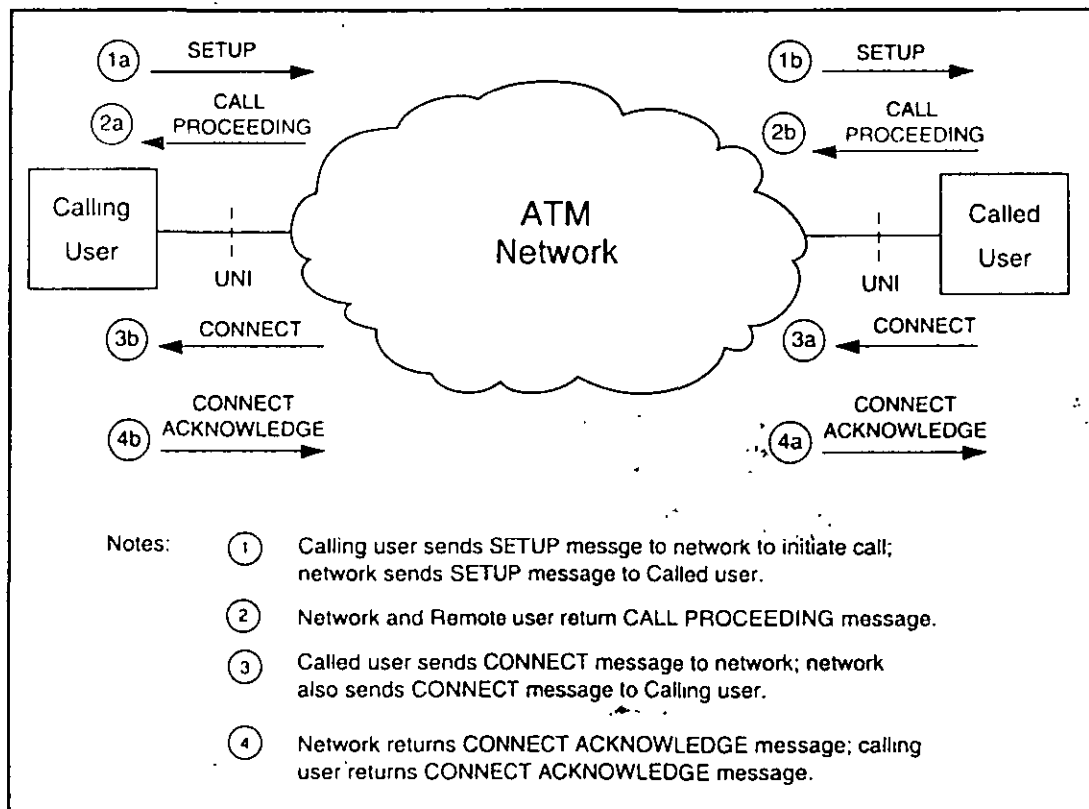 1a SETUP
1b SETUP
2a CALL
PROCEEDING
2b CALL
PROCEEDING
Calling
User
UNI
ATM
Network
UNI
Called
User
3b CONNECT
3a CONNECT
4b CONNECT
ACKNOWLEDGE
4a CONNECT
ACKNOWLEDGE
Notes:
1 Calling user sends SETUP messge to network to initiate call;
network sends SETUP message to Called user.
2 Network and Remote user return CALL PROCEEDING message.
3 Called user sends CONNECT message to network; network
also sends CONNECT message to Calling user.
4 Network returns CONNECT ACKNOWLEDGE message; calling
user returns CONNECT ACKNOWLEDGE message.